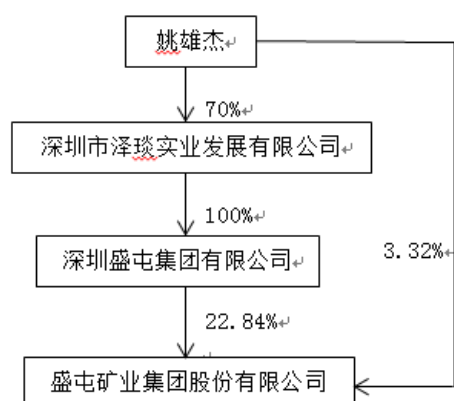 姚雄杰
70%
深圳市泽琰实业发展有限公司
100%
深圳盛屯集团有限公司
3.32%
22.84%
盛屯矿业集团股份有限公司